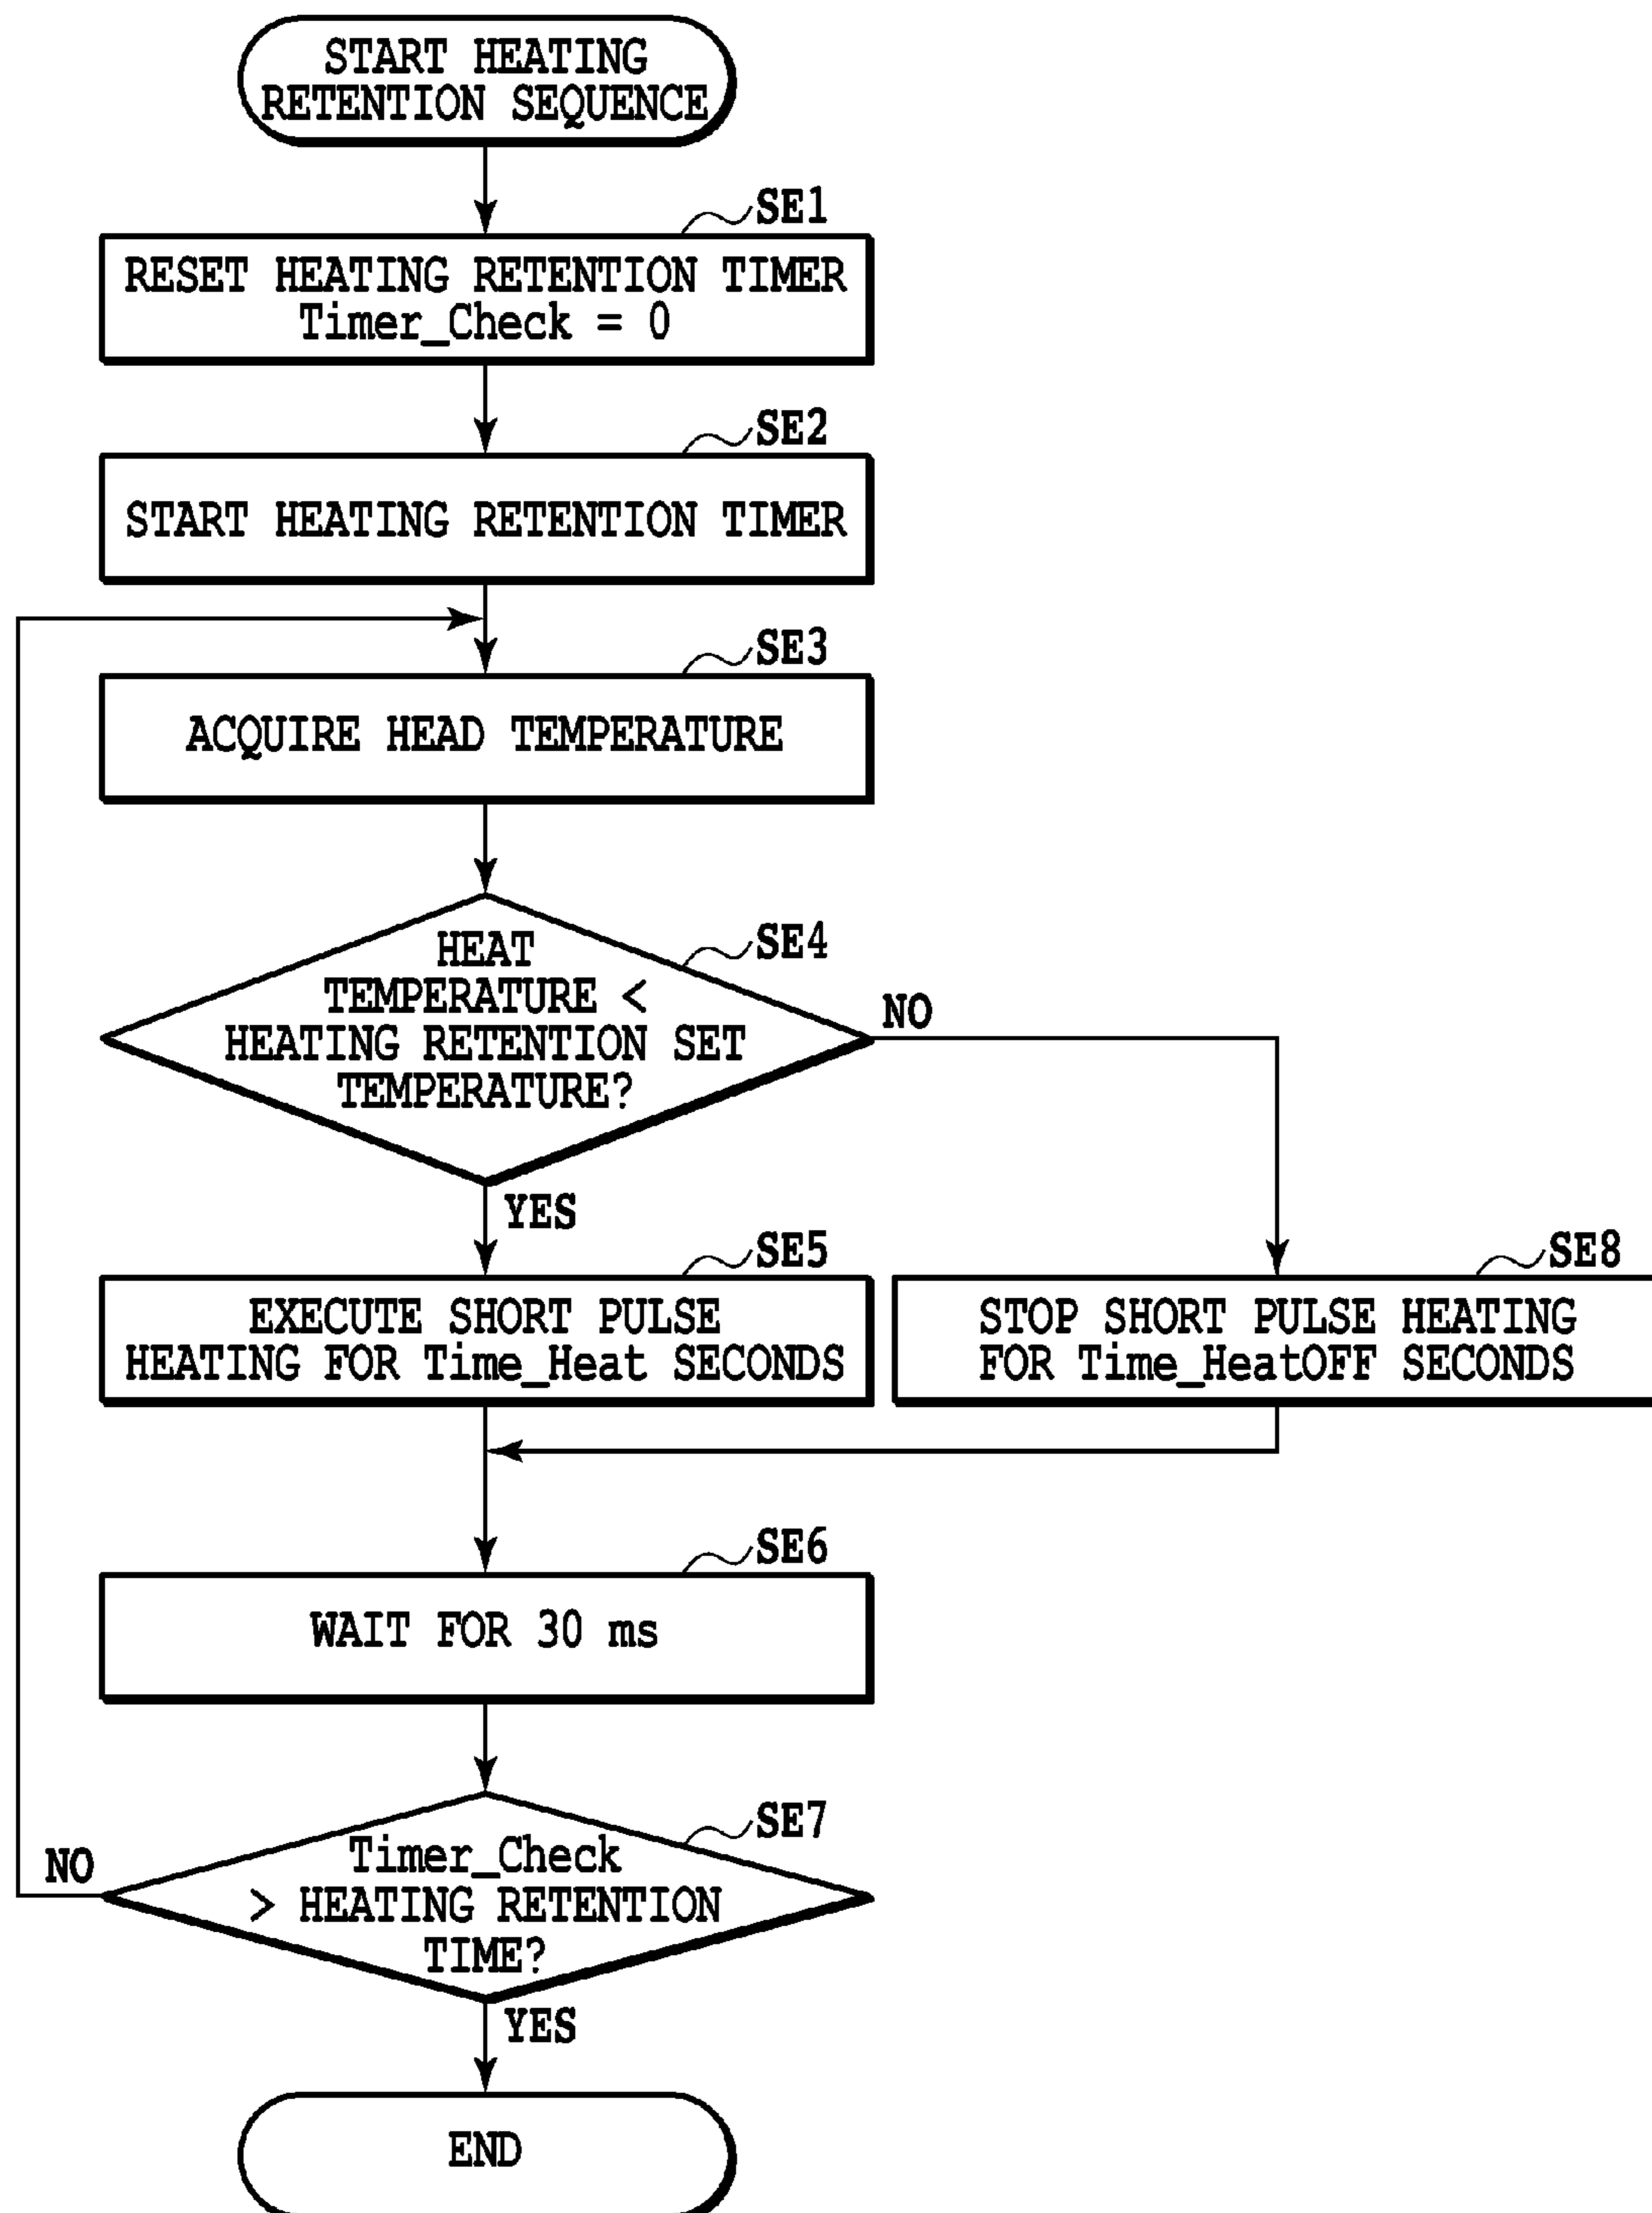 START HEATING
RETENTION SEQUENCE
SE1
RESET HEATING RETENTION TIMER
Timer_Check = 0
SE2
START HEATING RETENTION TIMER
SE3
ACQUIRE HEAD TEMPERATURE
SE4
HEAT
TEMPERATURE <
HEATING RETENTION SET
TEMPERATURE?
NO
YES
SE5
EXECUTE SHORT PULSE
HEATING FOR Time_Heat SECONDS
SE8
STOP SHORT PULSE HEATING
FOR Time_HeatOFF SECONDS
SE6
WAIT FOR 30 ms
SE7
Timer_Check
> HEATING RETENTION
TIME?
NO
YES
END